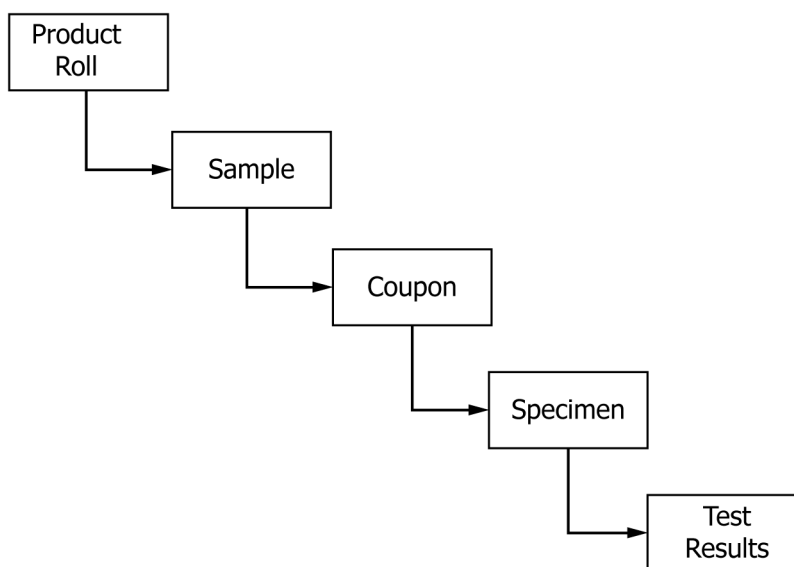 Product
Roll
Sample
Coupon
Specimen
Test
Results